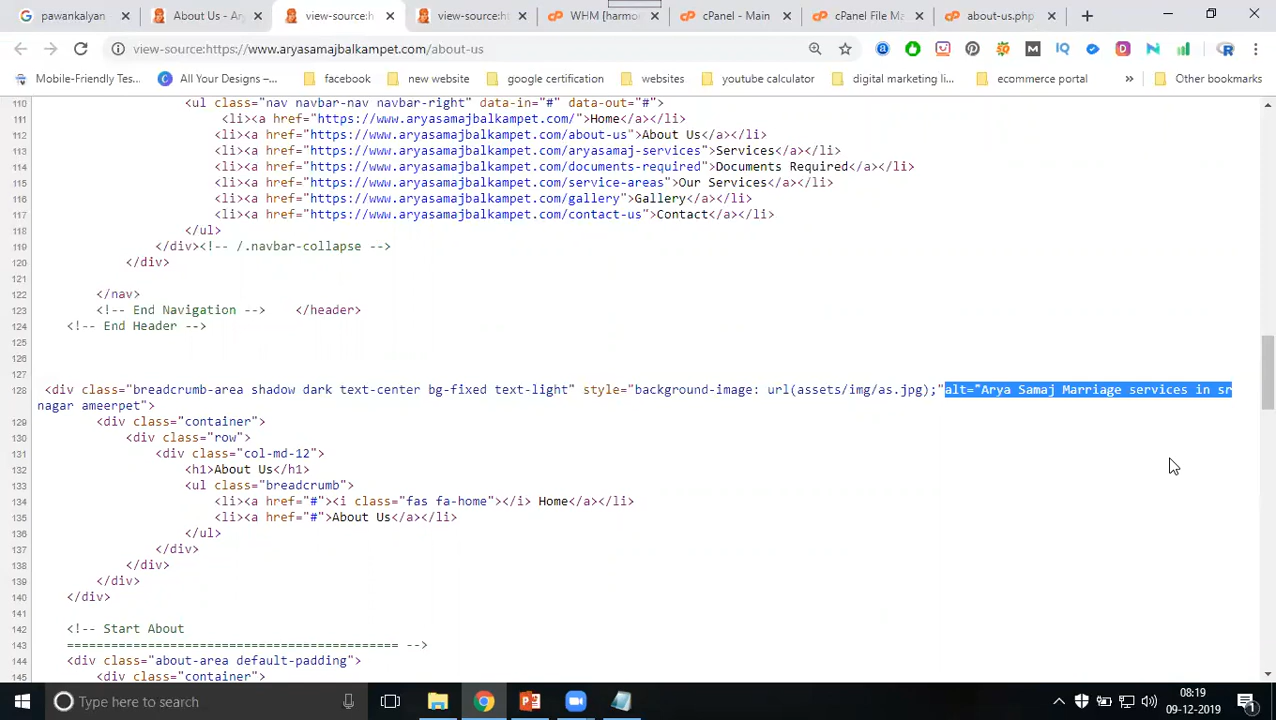 pawankalyan
About Us - Ary
view-source:h
view-source:ht
WHM [harmo
cPanel - Main
cPanel File Ma
about-us.php
view-source:https://www.aryasamajbalkampet.com/about-us
Mobile-Friendly Tes...
All Your Designs –...
facebook
new website
google certification
websites
youtube calculator
digital marketing li...
ecommerce portal
»
Other bookmarks
110 <ul class="nav navbar-nav navbar-right" data-in="#" data-out="#">
111 <li><a href="https://www.aryasamajbalkampet.com/">Home</a></li>
112 <li><a href="https://www.aryasamajbalkampet.com/about-us">About Us</a></li>
113 <li><a href="https://www.aryasamajbalkampet.com/aryasamaj-services">Services</a></li>
114 <li><a href="https://www.aryasamajbalkampet.com/documents-required">Documents Required</a></li>
115 <li><a href="https://www.aryasamajbalkampet.com/service-areas">Our Services</a></li>
116 <li><a href="https://www.aryasamajbalkampet.com/gallery">Gallery</a></li>
117 <li><a href="https://www.aryasamajbalkampet.com/contact-us">Contact</a></li>
118 </ul>
119 </div><!-- /.navbar-collapse -->
120 </div>
121
122 </nav>
123 <!-- End Navigation --> </header>
124 <!-- End Header -->
125
126
127
128 <div class="breadcrumb-area shadow dark text-center bg-fixed text-light" style="background-image: url(assets/img/as.jpg);"alt="Arya Samaj Marriage services in sr
nagar ameerpet">
129 <div class="container">
130 <div class="row">
131 <div class="col-md-12">
132 <h1>About Us</h1>
133 <ul class="breadcrumb">
134 <li><a href="#"><i class="fas fa-home"></i> Home</a></li>
135 <li><a href="#">About Us</a></li>
136 </ul>
137 </div>
138 </div>
139 </div>
140 </div>
141
142 <!-- Start About
143 ============================================= -->
144 <div class="about-area default-padding">
145 <div class="container">
Type here to search
08:19
09-12-2019